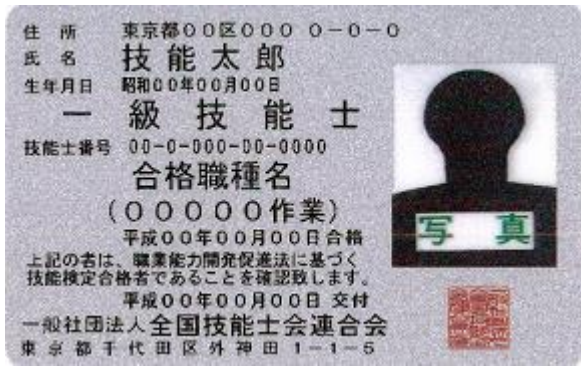 住所 東京都００区０００ ０－０－０
氏名 技能太郎
生年月日 昭和００年００月００日
一級技能士
技能士番号 00-0-000-00-0000
合格職種名
（０００００作業）
平成００年００月００日合格
上記の者は、職業能力開発促進法に基づく
技能検定合格者であることを確認致します。
平成００年００月００日 交付
一般社団法人全国技能士会連合会
東京都千代田区外神田１－１－５
写真